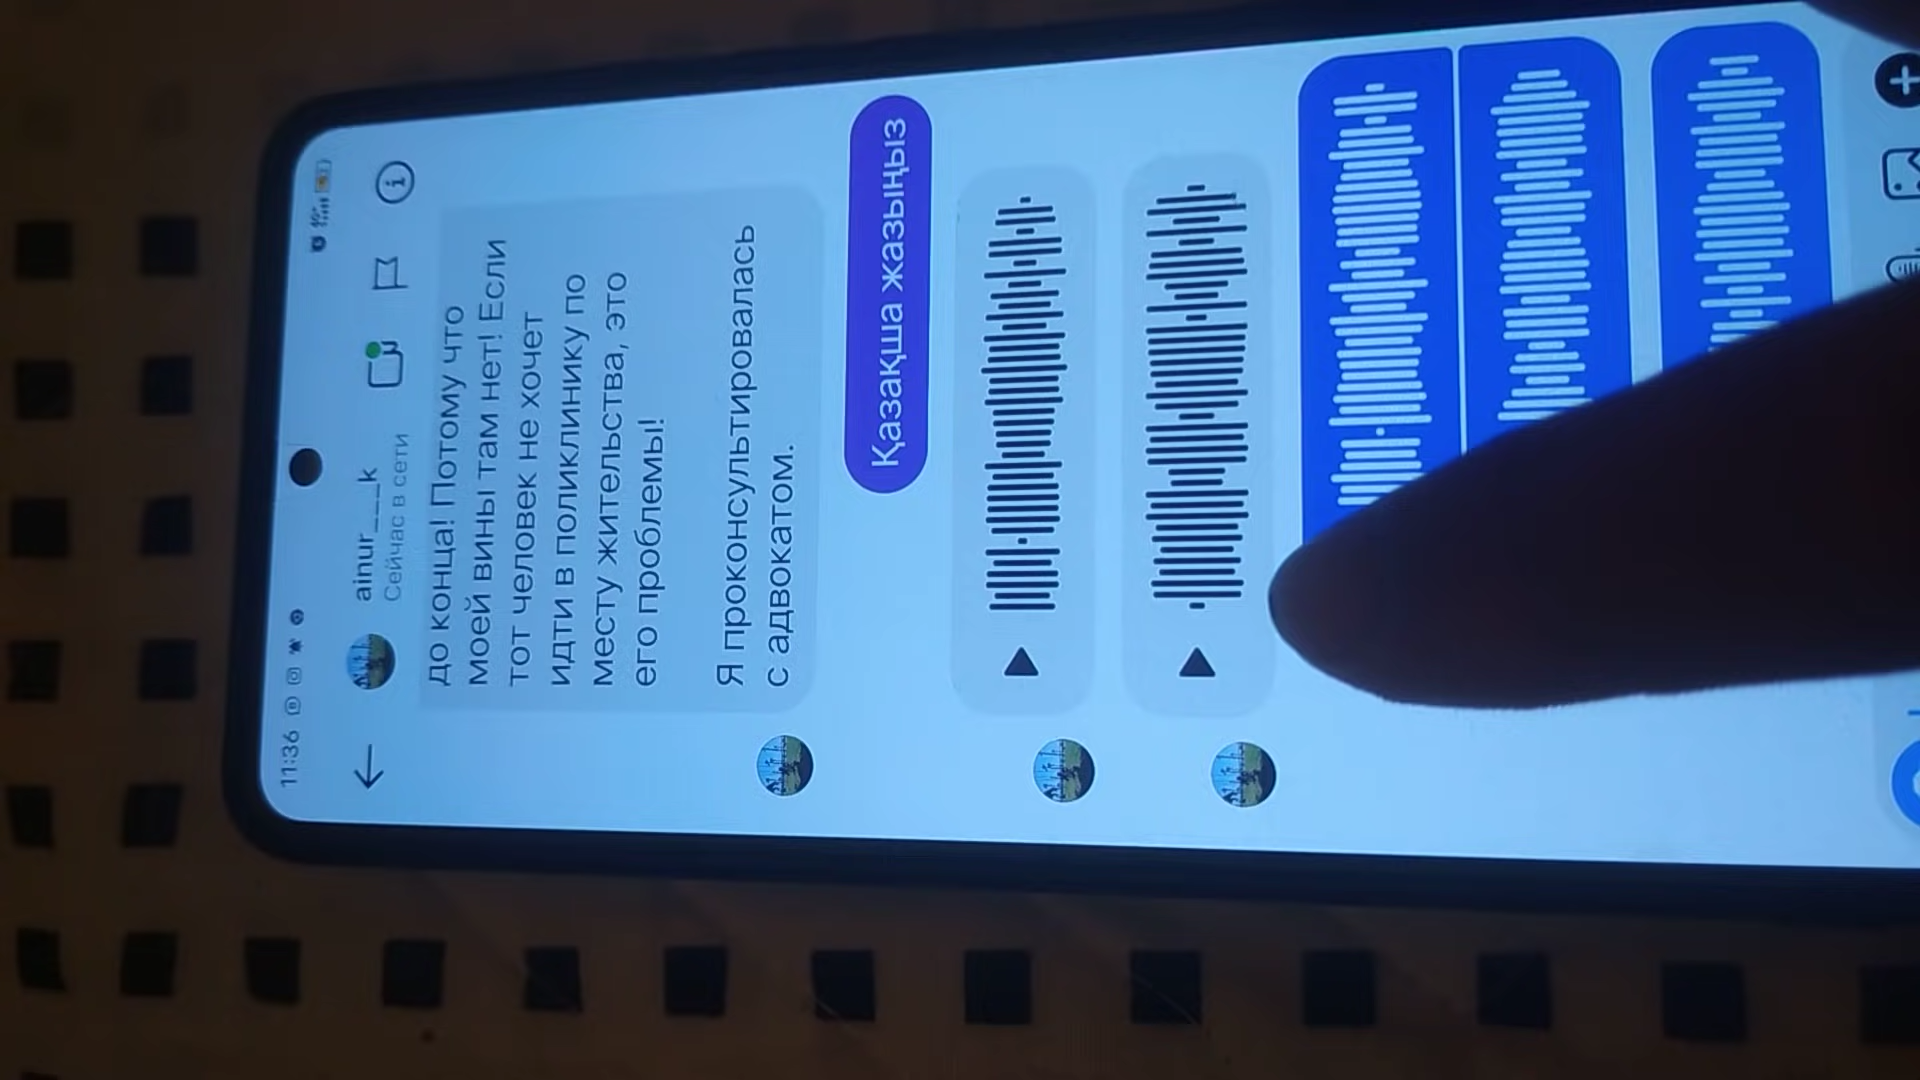 11:36
ainur___k
Сейчас в сети
до конца! Потому что
моей вины там нет! Если
тот человек не хочет
идти в поликлинику по
месту жительства, это
его проблемы!
Я проконсультировалась
с адвокатом.
Қазақша жазыңыз